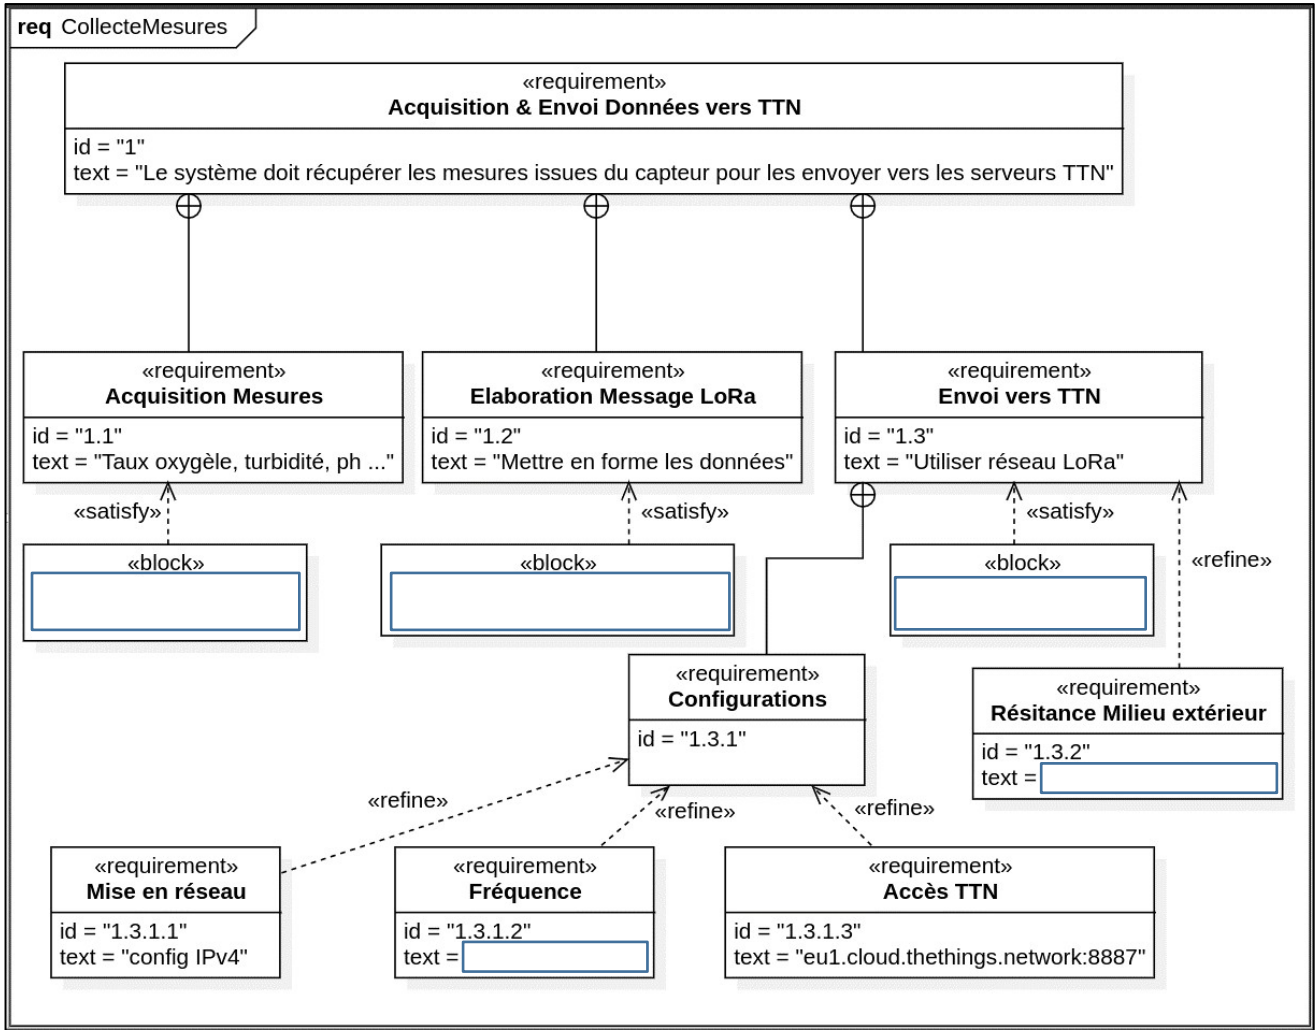 req CollecteMesures
«requirement»
Acquisition & Envoi Données vers TTN
id = "1"
text = "Le système doit récupérer les mesures issues du capteur pour les envoyer vers les serveurs TTN"
«requirement»
Acquisition Mesures
id = "1.1"
text = "Taux oxygèle, turbidité, ph ..."
«requirement»
Elaboration Message LoRa
id = "1.2"
text = "Mettre en forme les données"
«requirement»
Envoi vers TTN
id = "1.3"
text = "Utiliser réseau LoRa"
«satisfy»
«satisfy»
«satisfy»
«refine»
«block»
«block»
«block»
«requirement»
Configurations
id = "1.3.1"
«requirement»
Résitance Milieu extérieur
id = "1.3.2"
text =
«refine»
«refine»
«refine»
«requirement»
Mise en réseau
id = "1.3.1.1"
text = "config IPv4"
«requirement»
Fréquence
id = "1.3.1.2"
text =
«requirement»
Accès TTN
id = "1.3.1.3"
text = "eu1.cloud.thethings.network:8887"